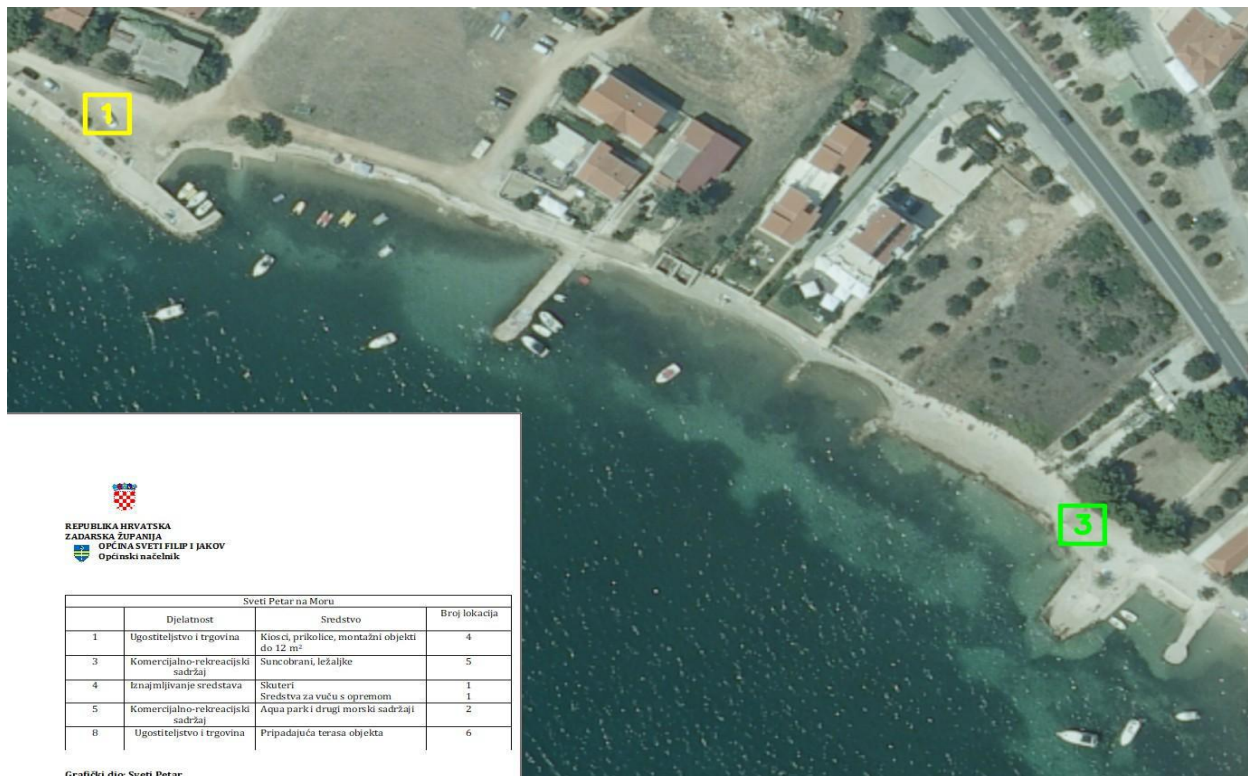 1
3
REPUBLIKA HRVATSKA
ZADARSKA ŽUPANIJA
OPĆINA SVETI FILIP I JAKOV
Općinski načelnik
Sveti Petar na Moru
Djelatnost Sredstvo Broj lokacija
1 Ugostiteljstvo i trgovina Kiosci, prikolice, montažni objekti do 12 m² 4
3 Komercijalno-rekreacijski sadržaj Suncobrani, ležaljke 5
4 Iznajmljivanje sredstava Skuteri 1
Sredstva za vuču s opremom 1
5 Komercijalno-rekreacijski sadržaj Aqua park i drugi morski sadržaji 2
8 Ugostiteljstvo i trgovina Pripadajuća terasa objekta 6
Grafički dio: Sveti Petar